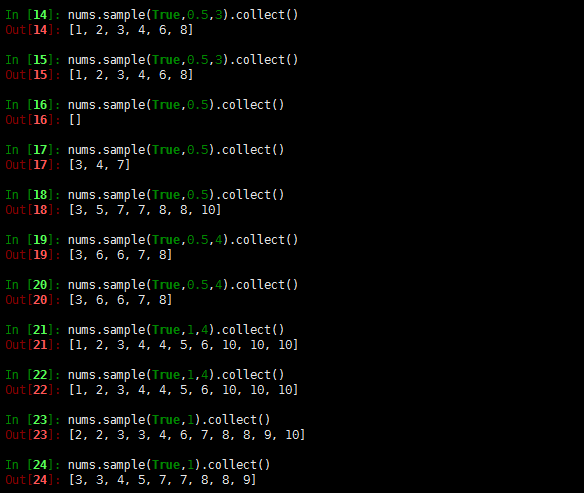 In [14]: nums.sample(True,0.5,3).collect()
Out[14]: [1, 2, 3, 4, 6, 8]
In [15]: nums.sample(True,0.5,3).collect()
Out[15]: [1, 2, 3, 4, 6, 8]
In [16]: nums.sample(True,0.5).collect()
Out[16]: []
In [17]: nums.sample(True,0.5).collect()
Out[17]: [3, 4, 7]
In [18]: nums.sample(True,0.5).collect()
Out[18]: [3, 5, 7, 7, 8, 8, 10]
In [19]: nums.sample(True,0.5,4).collect()
Out[19]: [3, 6, 6, 7, 8]
In [20]: nums.sample(True,0.5,4).collect()
Out[20]: [3, 6, 6, 7, 8]
In [21]: nums.sample(True,1,4).collect()
Out[21]: [1, 2, 3, 4, 4, 5, 6, 10, 10, 10]
In [22]: nums.sample(True,1,4).collect()
Out[22]: [1, 2, 3, 4, 4, 5, 6, 10, 10, 10]
In [23]: nums.sample(True,1).collect()
Out[23]: [2, 2, 3, 3, 4, 6, 7, 8, 8, 9, 10]
In [24]: nums.sample(True,1).collect()
Out[24]: [3, 3, 4, 5, 7, 7, 8, 8, 9]